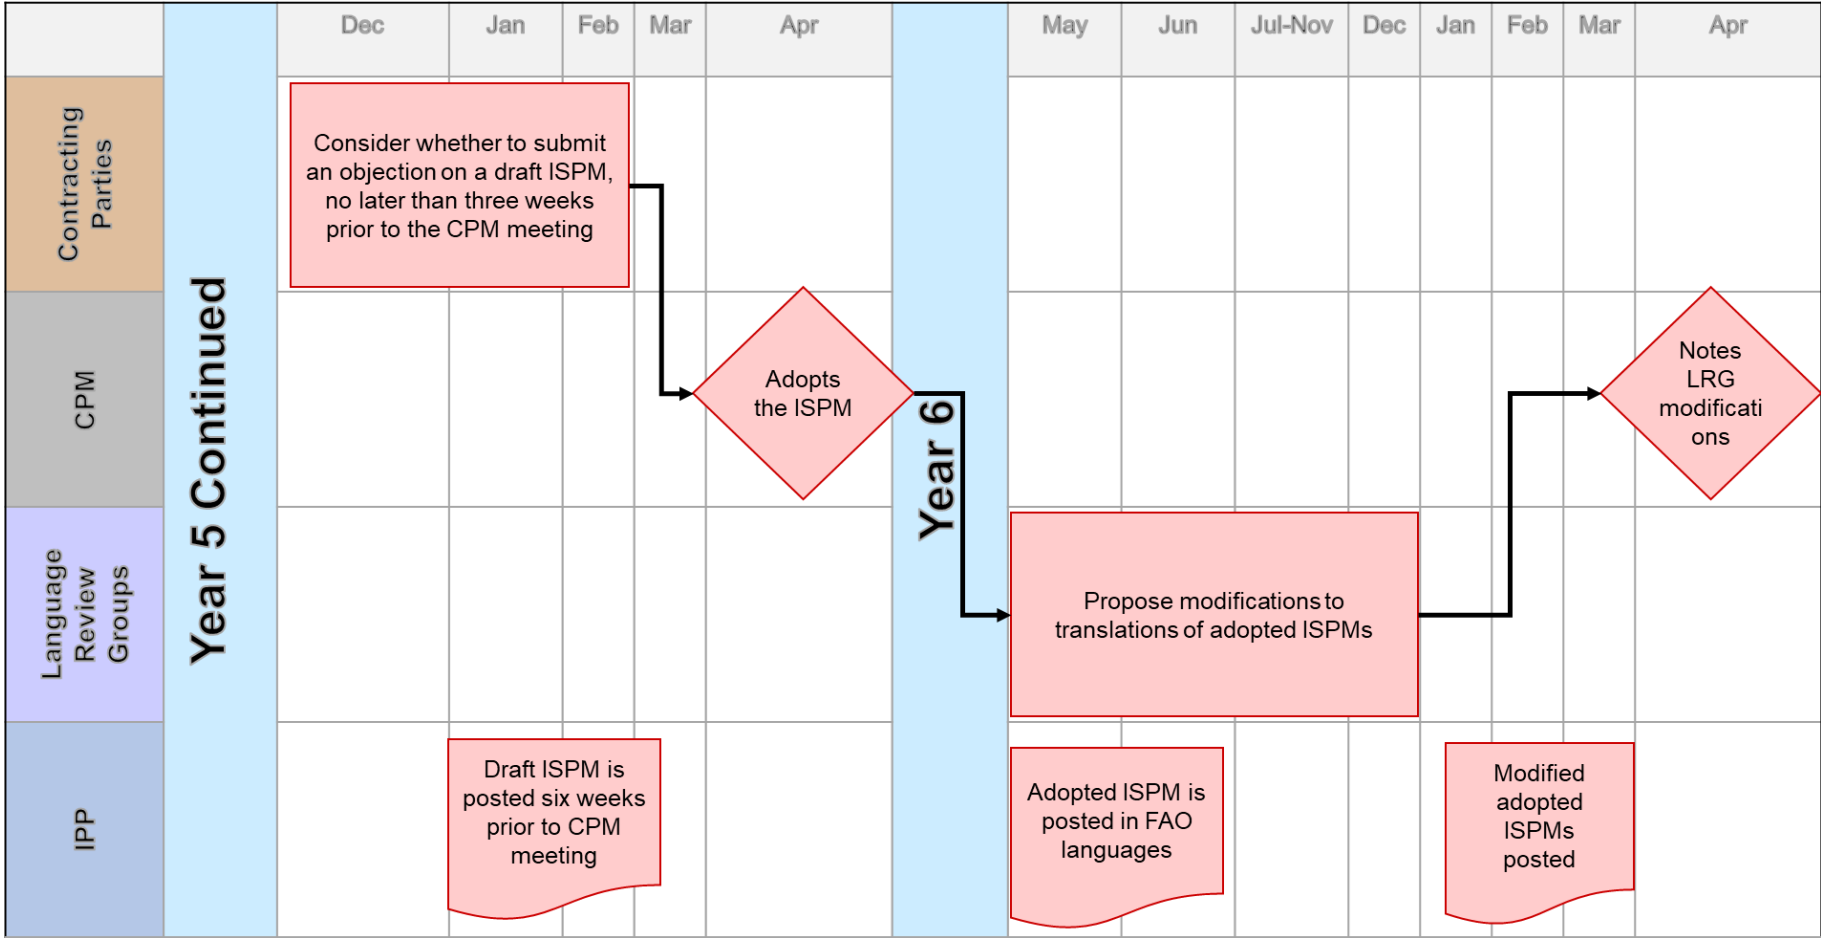 Dec
Jan
Feb
Mar
Apr
May
Jun
Jul-Nov
Dec
Jan
Feb
Mar
Apr
Year 5 Continued
Year 6
Contracting
Parties
Consider whether to submit
an objection on a draft ISPM,
no later than three weeks
prior to the CPM meeting
CPM
Adopts
the ISPM
Notes
LRG
modificati
ons
Language
Review
Groups
Propose modifications to
translations of adopted ISPMs
IPP
Draft ISPM is
posted six weeks
prior to CPM
meeting
Adopted ISPM is
posted in FAO
languages
Modified
adopted
ISPMs
posted